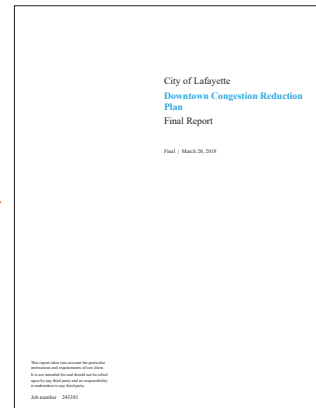 City of Lafayette
Downtown Congestion Reduction
Plan
Final Report
Final | March 20, 2018
This report takes into account the particular
instructions and requirements of our client.
It is not intended for and should not be relied
upon by any third party and no responsibility
is undertaken to any third party.
Job number 243381